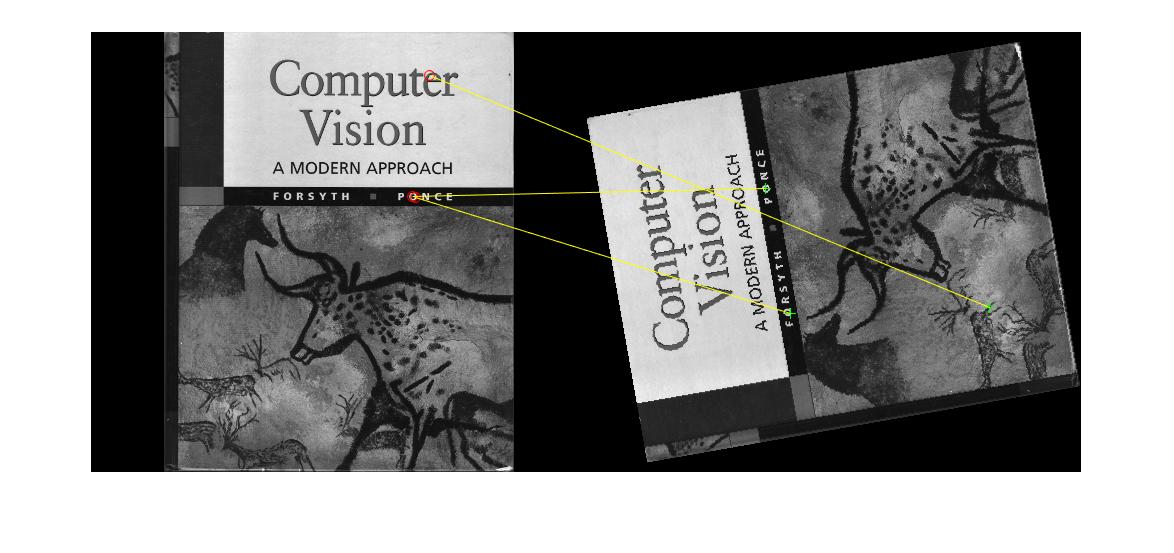 Computer
Vision
A MODERN APPROACH
FORSYTH PONCE
Computer
Vision
A MODERN APPROACH
FORSYTH PONCE